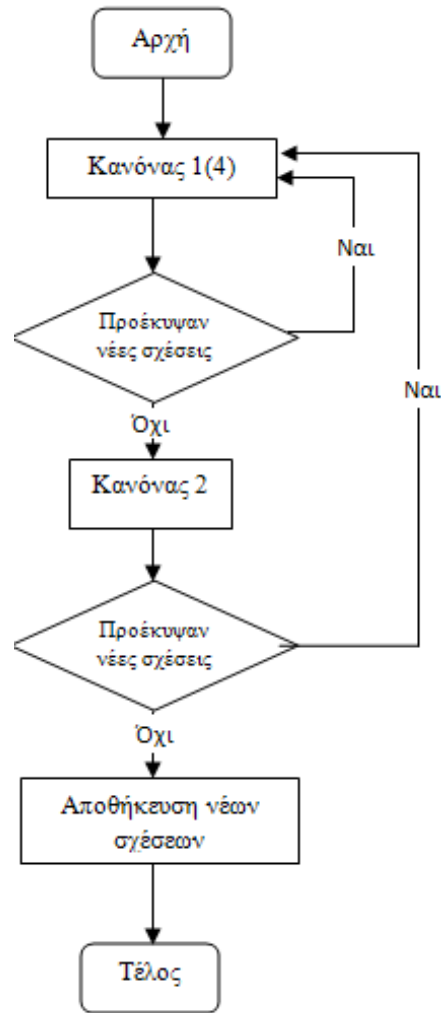 Αρχή
Κανόνας 1(4)
Ναι
Προέκυψαν
νέες σχέσεις
Ναι
Όχι
Κανόνας 2
Προέκυψαν
νέες σχέσεις
Όχι
Αποθήκευση νέων
σχέσεων
Τέλος